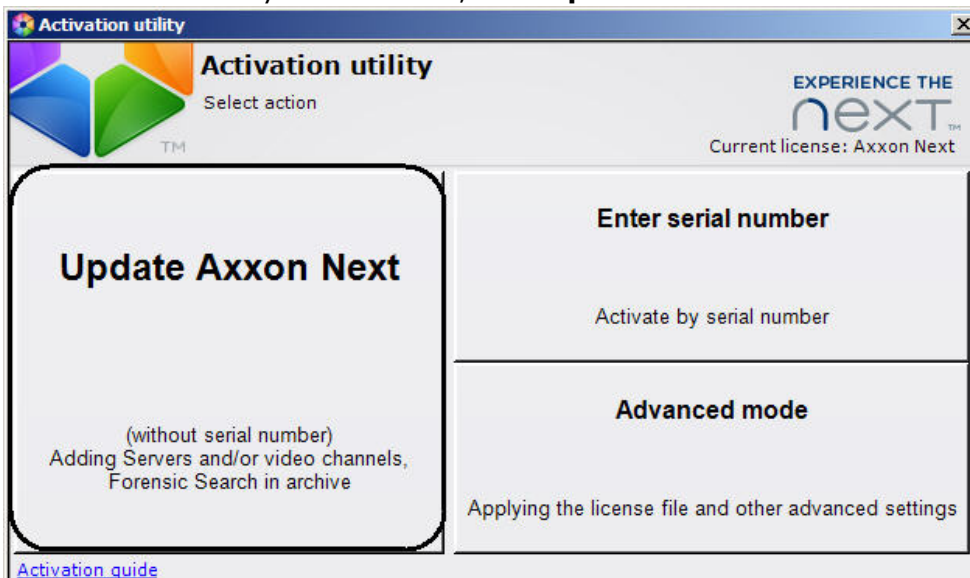 Activation utility
Activation utility
Select action
TM
EXPERIENCE THE
next TM
Current license: Axxon Next
Update Axxon Next
(without serial number)
Adding Servers and/or video channels,
Forensic Search in archive
Enter serial number
Activate by serial number
Advanced mode
Applying the license file and other advanced settings
Activation guide